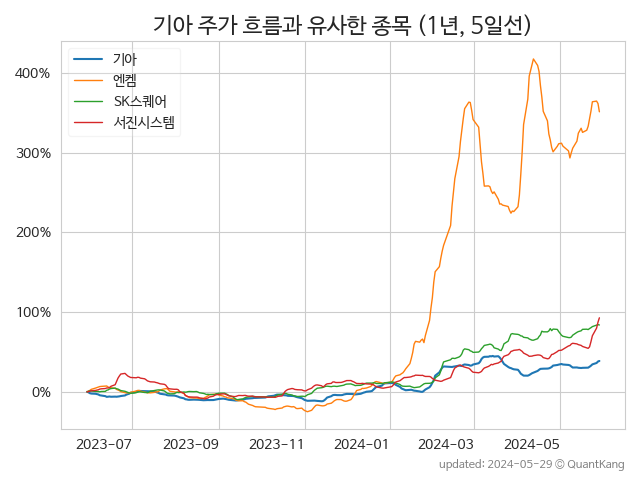 기아 주가 흐름과 유사한 종목 (1년, 5일선)
기아
엔켐
SK스퀘어
서진시스템
400%
300%
200%
100%
0%
2023-07 2023-09 2023-11 2024-01 2024-03 2024-05
updated: 2024-05-29 © QuantKang